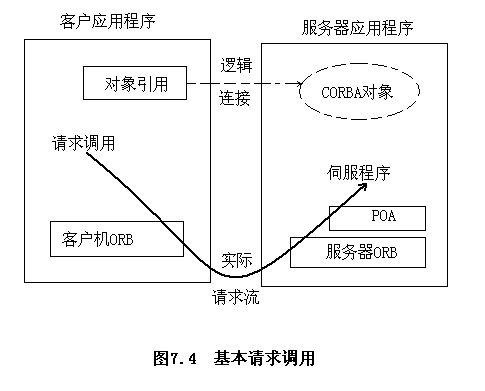 客户应用程序
服务器应用程序
对象引用
逻辑
连接
CORBA对象
请求调用
伺服程序
POA
客户机ORB
服务器ORB
实际
请求流
图7.4 基本请求调用